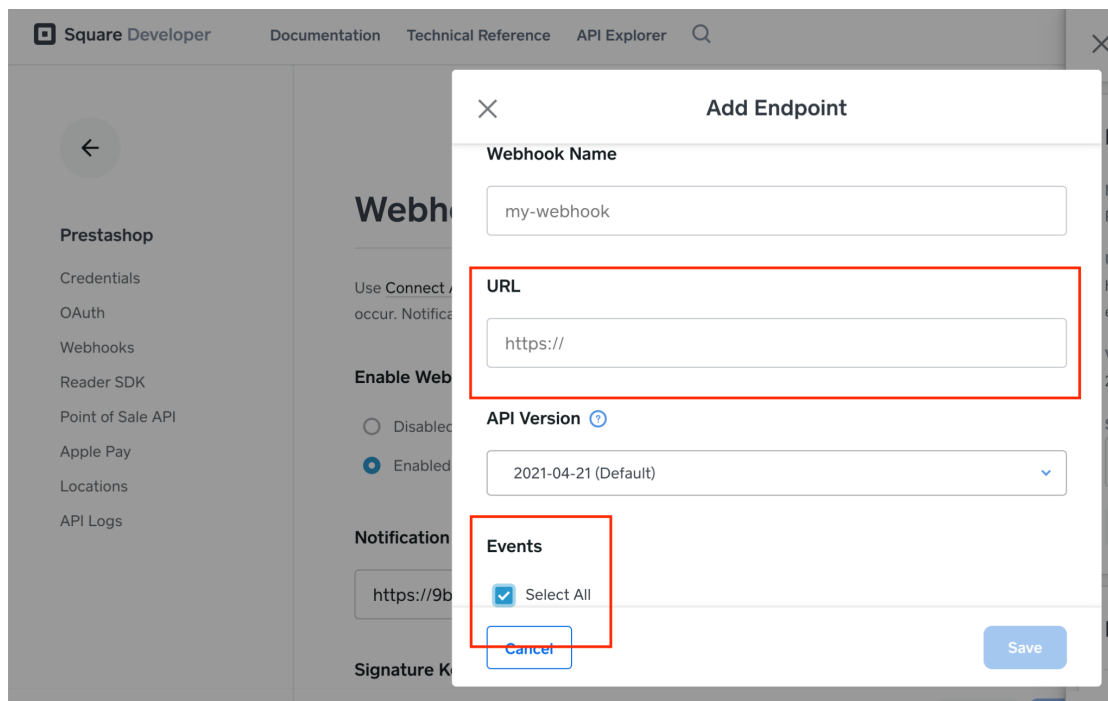 Square Developer
Documentation
Technical Reference
API Explorer
Prestashop
Credentials
OAuth
Webhooks
Reader SDK
Point of Sale API
Apple Pay
Locations
API Logs
Use Connect
occur.
Enable
Disabled
Enabled
Notification
https://9b
Signature
Add Endpoint
Webhook Name
my-webhook
URL
https://
API Version ?
2021-04-21 (Default)
Events
Select All
Cancel
Save